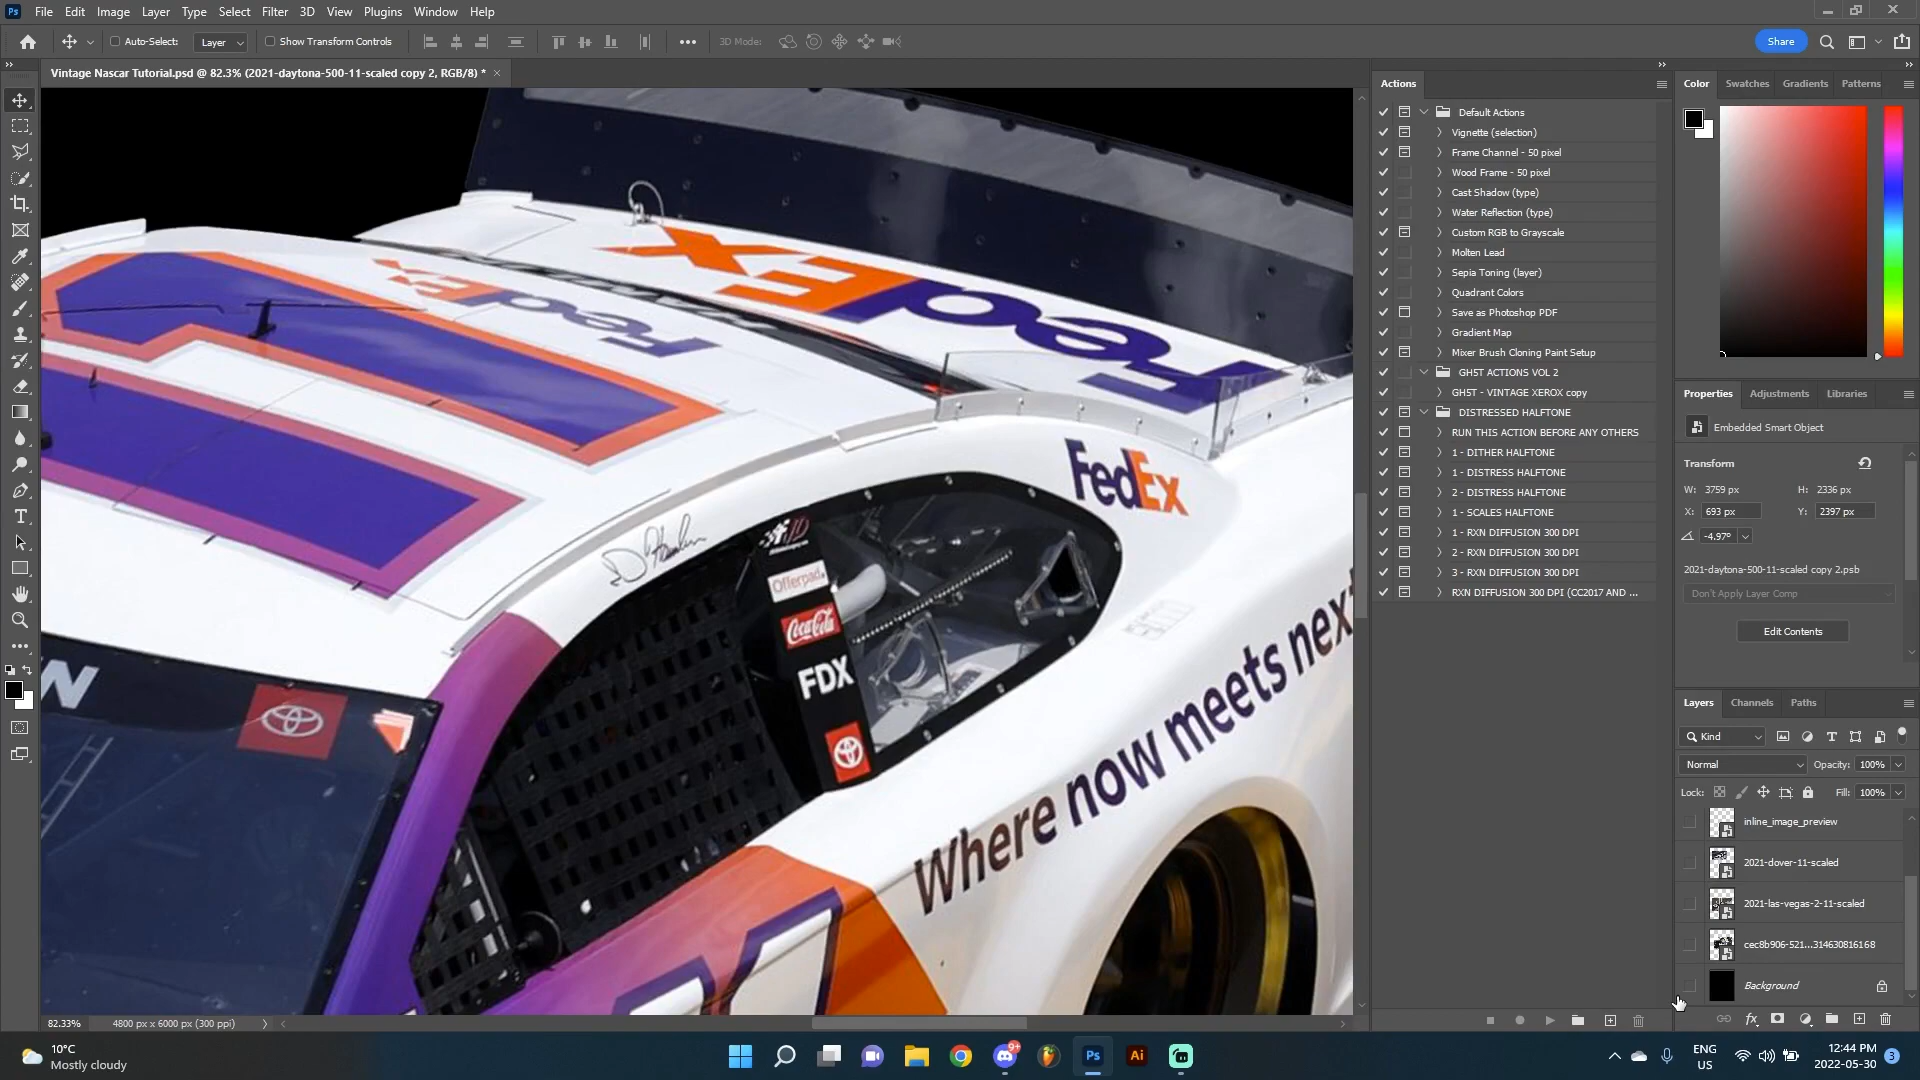 File Edit Image Layer Type Select Filter 3D View Plugins Window Help
Auto-Select: Layer Show Transform Controls 3D Mode: Share
Vintage Nascar Tutorial.psd @ 82.3% (2021-daytona-500-11-scaled copy 2, RGB/8) *
Actions
Default Actions
Vignette (selection)
Frame Channel - 50 pixel
Wood Frame - 50 pixel
Cast Shadow (type)
Water Reflection (type)
Custom RGB to Grayscale
Molten Lead
Sepia Toning (layer)
Quadrant Colors
Save as Photoshop PDF
Gradient Map
Mixer Brush Cloning Paint Setup
GH5T ACTIONS VOL 2
GH5T - VINTAGE XEROX copy
DISTRESSED HALFTONE
RUN THIS ACTION BEFORE ANY OTHERS
1 - DITHER HALFTONE
1 - DISTRESS HALFTONE
2 - DISTRESS HALFTONE
1 - SCALES HALFTONE
1 - RXN DIFFUSION 300 DPI
2 - RXN DIFFUSION 300 DPI
3 - RXN DIFFUSION 300 DPI
RXN DIFFUSION 300 DPI (CC2017 AND ...
Color Swatches Gradients Patterns
Properties Adjustments Libraries
Embedded Smart Object
Transform
W: 3759 px H: 2336 px
X: 693 px Y: 2397 px
-4.97°
2021-daytona-500-11-scaled copy 2.psb
Don't Apply Layer Comp
Edit Contents
Layers Channels Paths
Kind
Normal Opacity: 100%
Lock: Fill: 100%
inline_image_preview
2021-dover-11-scaled
2021-las-vegas-2-11-scaled
cec8b906-521...314630816168
Background
FedEx
FedEx
FedEx
Offerpad
Coca-Cola
FDX
Where now meets next
82.33% 4800 px x 6000 px (300 ppi)
10°C
Mostly cloudy
9+
ENG
US
12:44 PM
2022-05-30
3